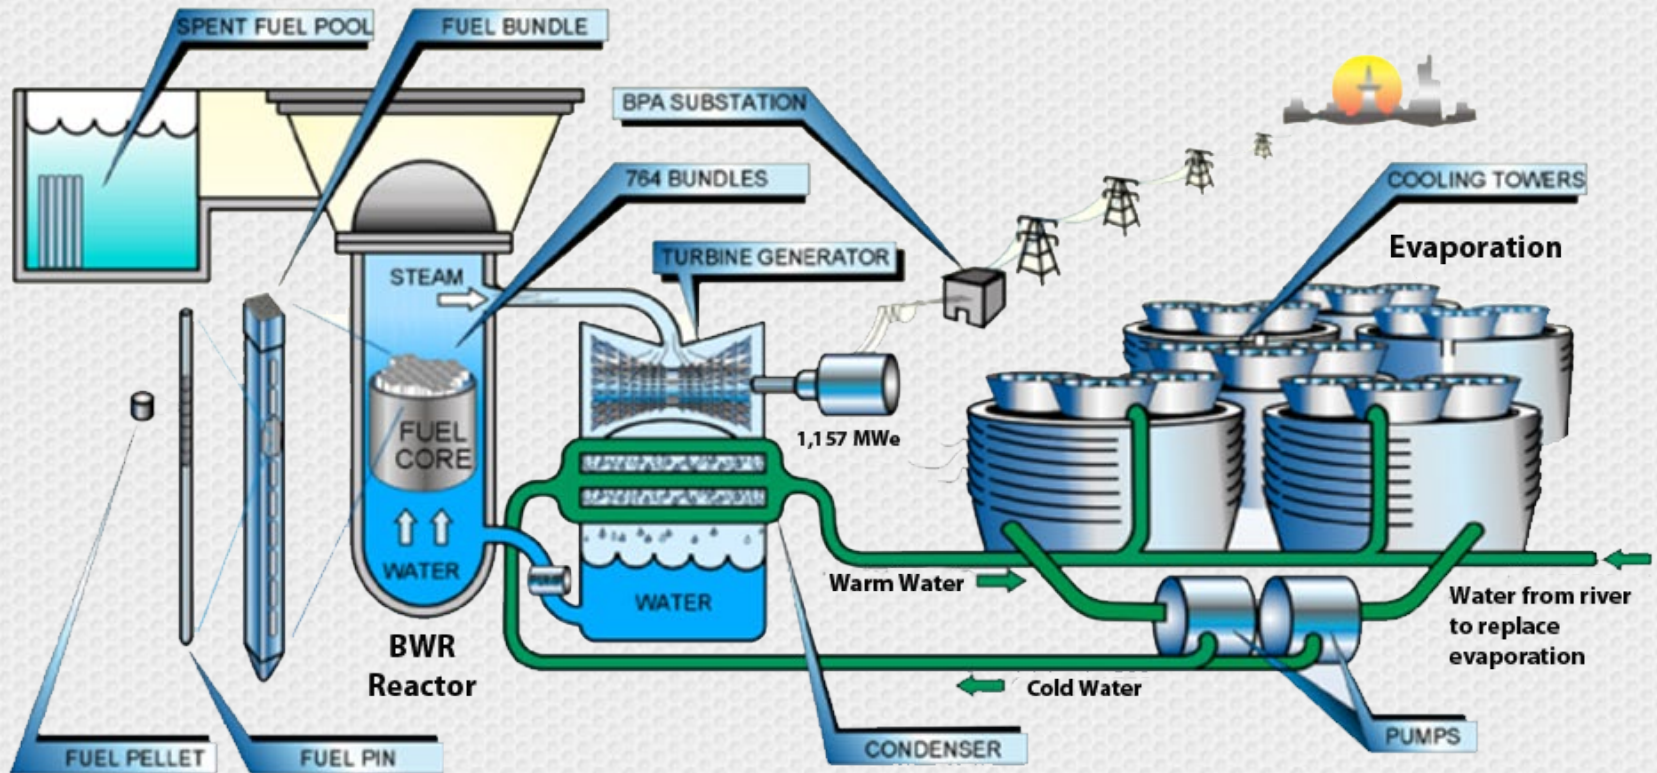 SPENT FUEL POOL
FUEL BUNDLE
BPA SUBSTATION
764 BUNDLES
COOLING TOWERS
Evaporation
TURBINE GENERATOR
STEAM
1,157 MWe
FUEL
CORE
WATER
PUMP
WATER
Warm Water
Water from river
to replace
evaporation
BWR
Reactor
Cold Water
FUEL PELLET
FUEL PIN
CONDENSER
PUMPS